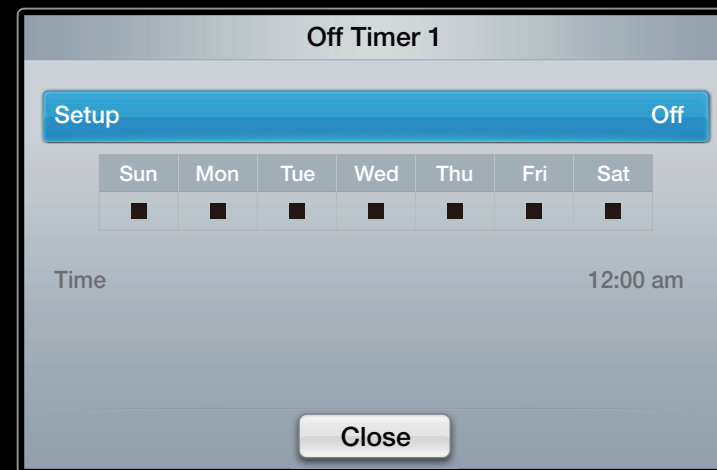 Off Timer 1
Setup Off
Sun Mon Tue Wed Thu Fri Sat
Time 12:00 am
Close